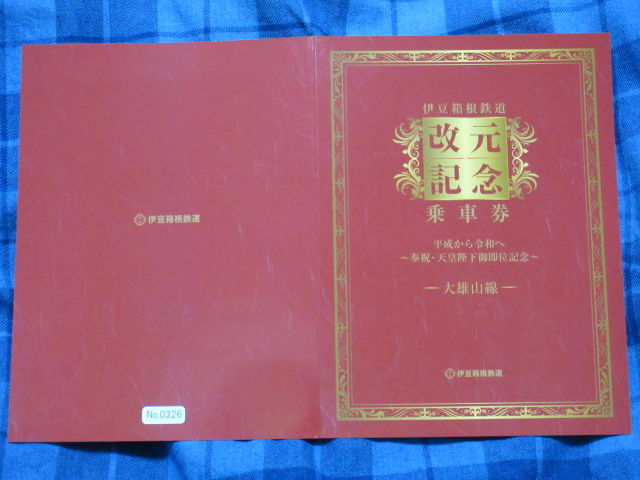 伊豆箱根鉄道
No.0326
伊豆箱根鉄道
改元
記念
乗車券
平成から令和へ
～奉祝・天皇陛下御即位記念～
大雄山線
伊豆箱根鉄道